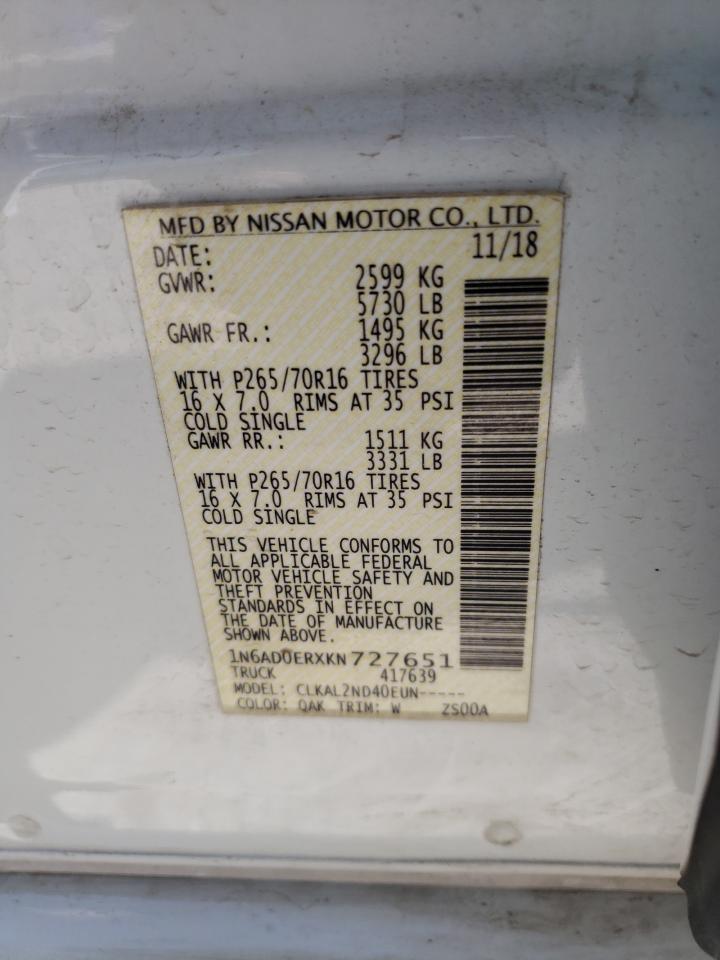 MFD BY NISSAN MOTOR CO., LTD.
DATE: 11/18
GVWR: 2599 KG
5730 LB
GAWR FR.: 1495 KG
3296 LB
WITH P265/70R16 TIRES
16 X 7.0 RIMS AT 35 PSI
COLD SINGLE
GAWR RR.: 1511 KG
3331 LB
WITH P265/70R16 TIRES
16 X 7.0 RIMS AT 35 PSI
COLD SINGLE
THIS VEHICLE CONFORMS TO
ALL APPLICABLE FEDERAL
MOTOR VEHICLE SAFETY AND
THEFT PREVENTION
STANDARDS IN EFFECT ON
THE DATE OF MANUFACTURE
SHOWN ABOVE.
1N6AD0ERXKN727651
TRUCK 417639
MODEL: CLKAL2ND40EUN-----
COLOR: QAK TRIM: W ZS00A